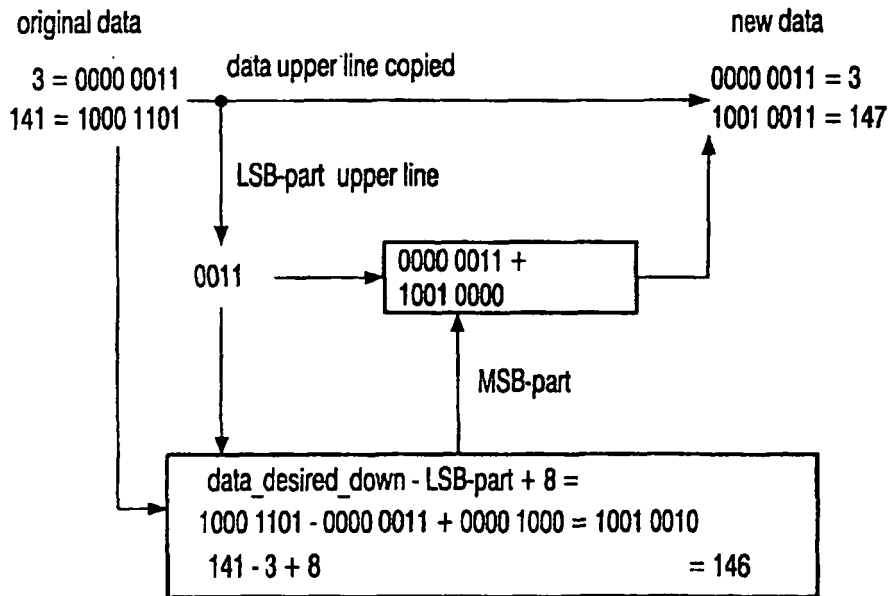 original data
new data
3 = 0000 0011
141 = 1000 1101
data upper line copied
0000 0011 = 3
1001 0011 = 147
LSB-part upper line
0011
0000 0011 +
1001 0000
MSB-part
data_desired_down - LSB-part + 8 =
1000 1101 - 0000 0011 + 0000 1000 = 1001 0010
141 - 3 + 8 = 146